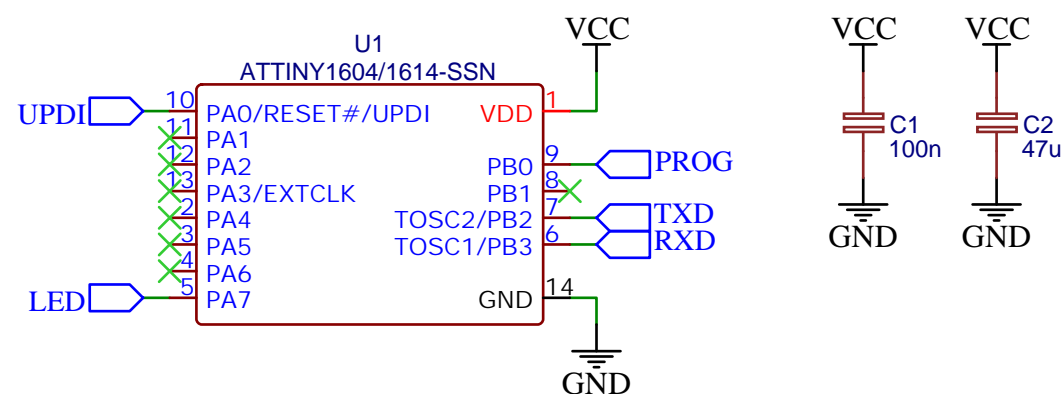 U1
ATTINY1604/1614-SSN
VCC
VCC
VCC
UPDI
10
PA0/RESET#/UPDI
VDD
1
11
PA1
12
PA2
PB0
9
PROG
13
PA3/EXTCLK
PB1
8
2
PA4
TOSC2/PB2
7
TXD
3
PA5
TOSC1/PB3
6
RXD
4
PA6
LED
5
PA7
GND
14
GND
C1
100n
GND
C2
47u
GND